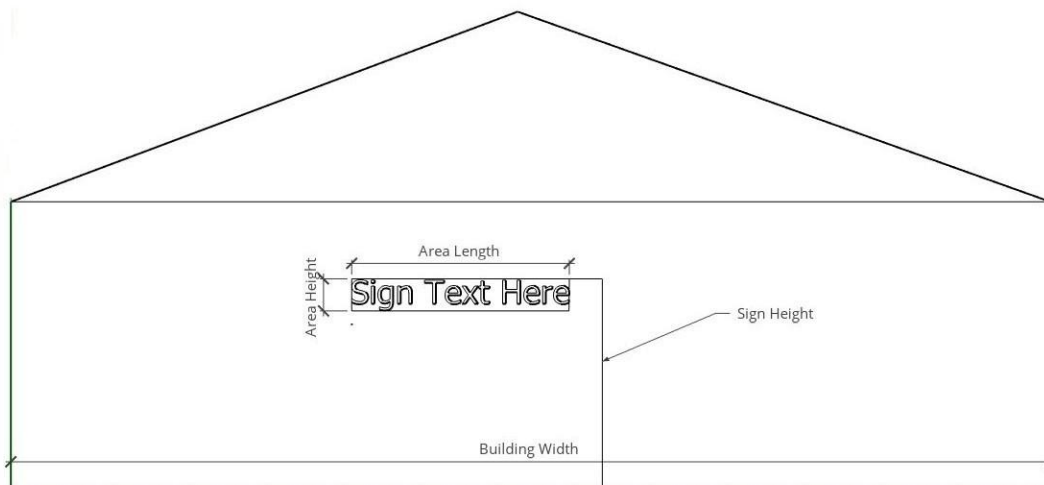 Area Length
Area Height
Sign Text Here
Sign Height
Building Width